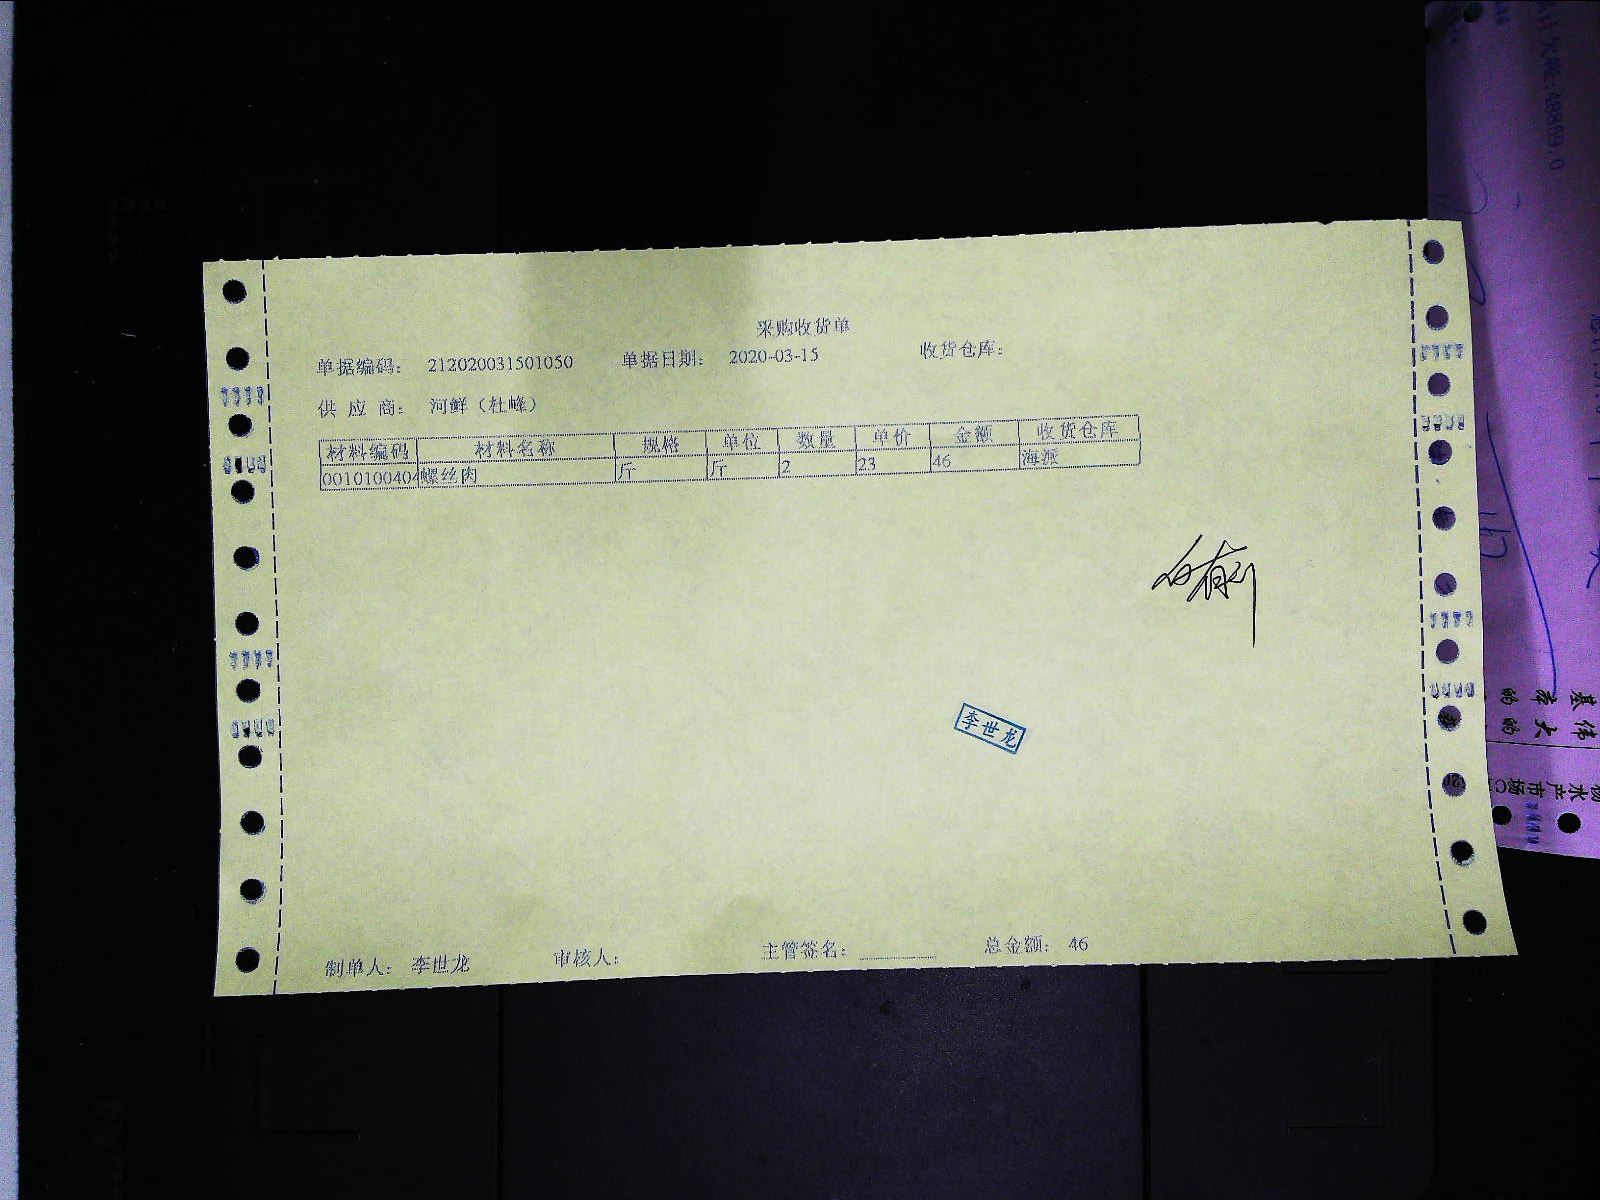 采购收货单
单据编码： 212020031501050 单据日期： 2020-03-15 收货仓库：
供 应 商： 河鲜（杜峰）
材料编码 材料名称 规格 单位 数量 单价 金额 收货仓库
0010100404 螺丝肉 斤 斤 2 23 46 海派
李世龙
制单人： 李世龙 审核人： 主管签名： 总金额： 46
水产市场